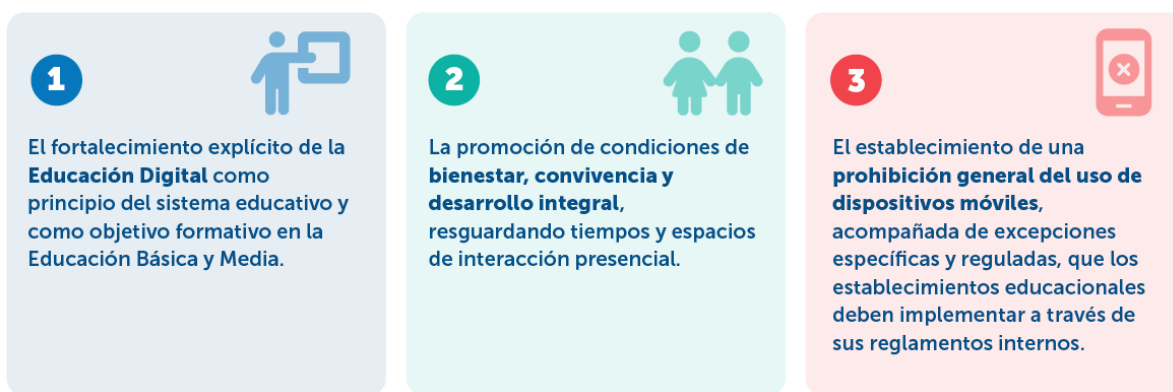 1
El fortalecimiento explícito de la
Educación Digital como
principio del sistema educativo y
como objetivo formativo en la
Educación Básica y Media.
2
La promoción de condiciones de
bienestar, convivencia y
desarrollo integral,
resguardando tiempos y espacios
de interacción presencial.
3
El establecimiento de una
prohibición general del uso de
dispositivos móviles,
acompañada de excepciones
específicas y reguladas, que los
establecimientos educacionales
deben implementar a través de
sus reglamentos internos.